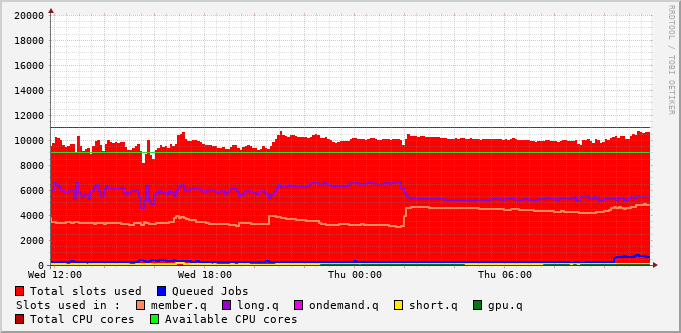 RRDTOOL / TOBI OETIKER
20000
18000
16000
14000
12000
10000
8000
6000
4000
2000
0
Wed 12:00 Wed 18:00 Thu 00:00 Thu 06:00
Total slots used Queued Jobs
Slots used in : member.q long.q ondemand.q short.q gpu.q
Total CPU cores Available CPU cores